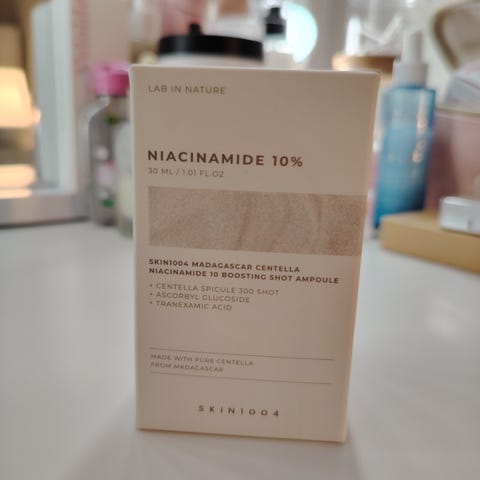 LAB IN NATURE
NIACINAMIDE 10%
30 ML / 1.01 FL.OZ
SKIN1004 MADAGASCAR CENTELLA
NIACINAMIDE 10 BOOSTING SHOT AMPOULE
• CENTELLA SPICULE 300 SHOT
• ASCORBYL GLUCOSIDE
• TRANEXAMIC ACID
MADE WITH PURE CENTELLA
FROM MADAGASCAR
SKIN1004